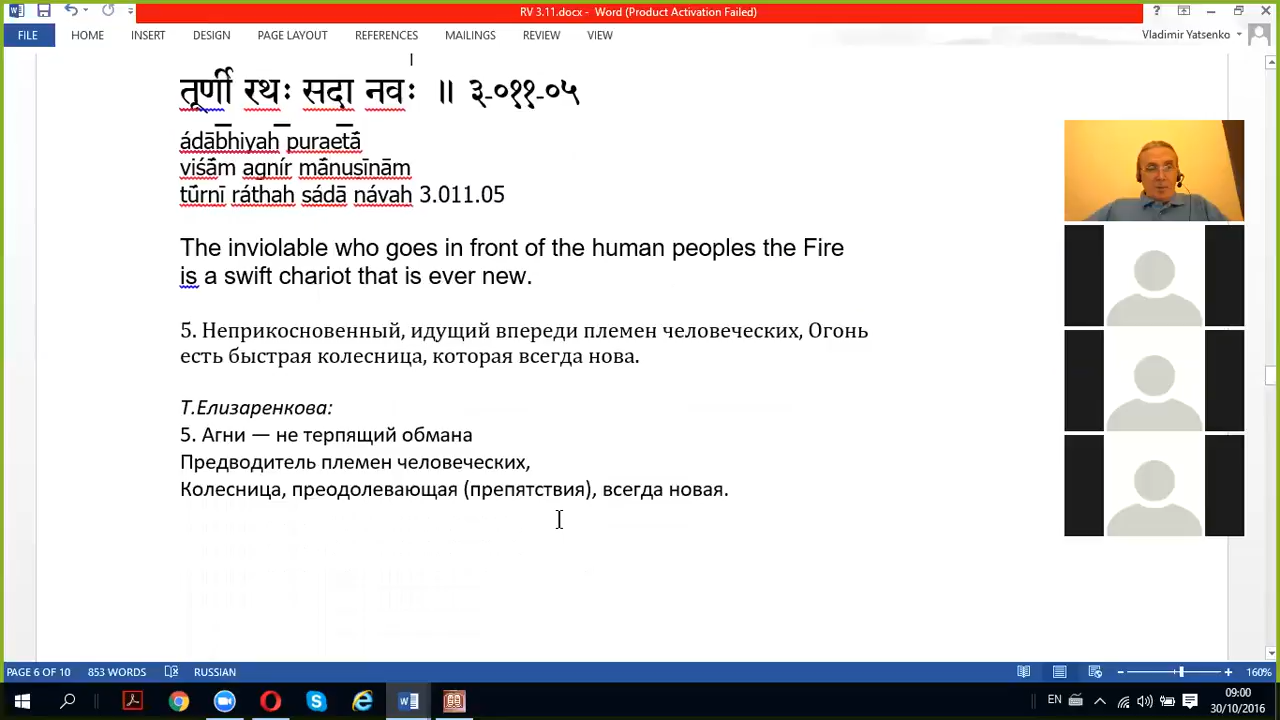 RV 3.11.docx - Word (Product Activation Failed)
FILE HOME INSERT DESIGN PAGE LAYOUT REFERENCES MAILINGS REVIEW VIEW Vladimir Yatsenko
तूर्णी रथः सदा नवः ॥ ३-०११-०५
ádābhiyaḥ puraetā́
viśā́m agnír mā́nuṣīṇām
tū́rṇī ráthaḥ sádā návaḥ 3.011.05
The inviolable who goes in front of the human peoples the Fire
is a swift chariot that is ever new.
5. Неприкосновенный, идущий впереди племен человеческих, Огонь
есть быстрая колесница, которая всегда нова.
Т.Елизаренкова:
5. Агни — не терпящий обмана
Предводитель племен человеческих,
Колесница, преодолевающая (препятствия), всегда новая.
PAGE 6 OF 10 853 WORDS RUSSIAN 160%
EN 09:00
30/10/2016